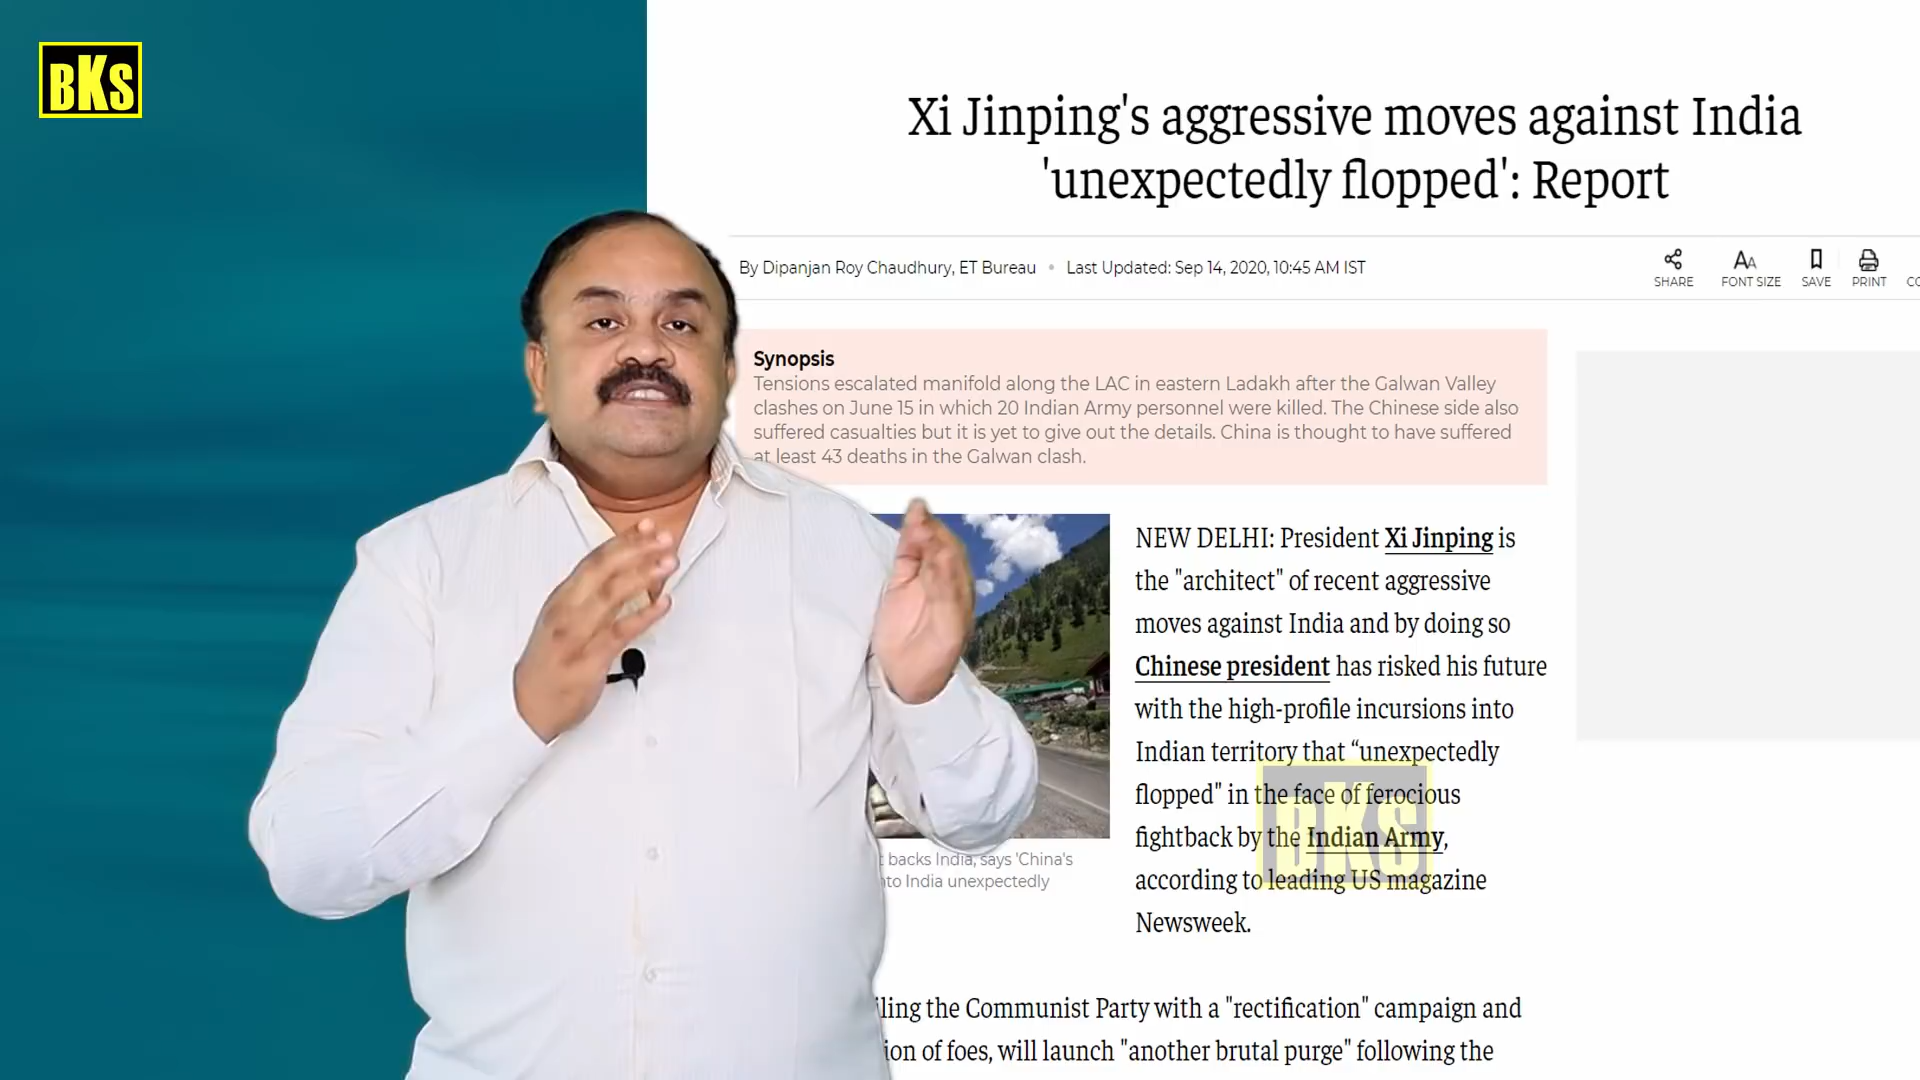 BKS
Xi Jinping's aggressive moves against India
'unexpectedly flopped': Report
By Dipanjan Roy Chaudhury, ET Bureau • Last Updated: Sep 14, 2020, 10:45 AM IST
SHARE
FONT SIZE
SAVE
PRINT
Synopsis
Tensions escalated manifold along the LAC in eastern Ladakh after the Galwan Valley
clashes on June 15 in which 20 Indian Army personnel were killed. The Chinese side also
suffered casualties but it is yet to give out the details. China is thought to have suffered
at least 43 deaths in the Galwan clash.
backs India, says 'China's
India unexpectedly
NEW DELHI: President Xi Jinping is
the "architect" of recent aggressive
moves against India and by doing so
Chinese president has risked his future
with the high-profile incursions into
Indian territory that “unexpectedly
flopped" in the face of ferocious
fightback by the Indian Army,
according to leading US magazine
Newsweek.
BKS
the Communist Party with a "rectification" campaign and
of foes, will launch "another brutal purge" following the